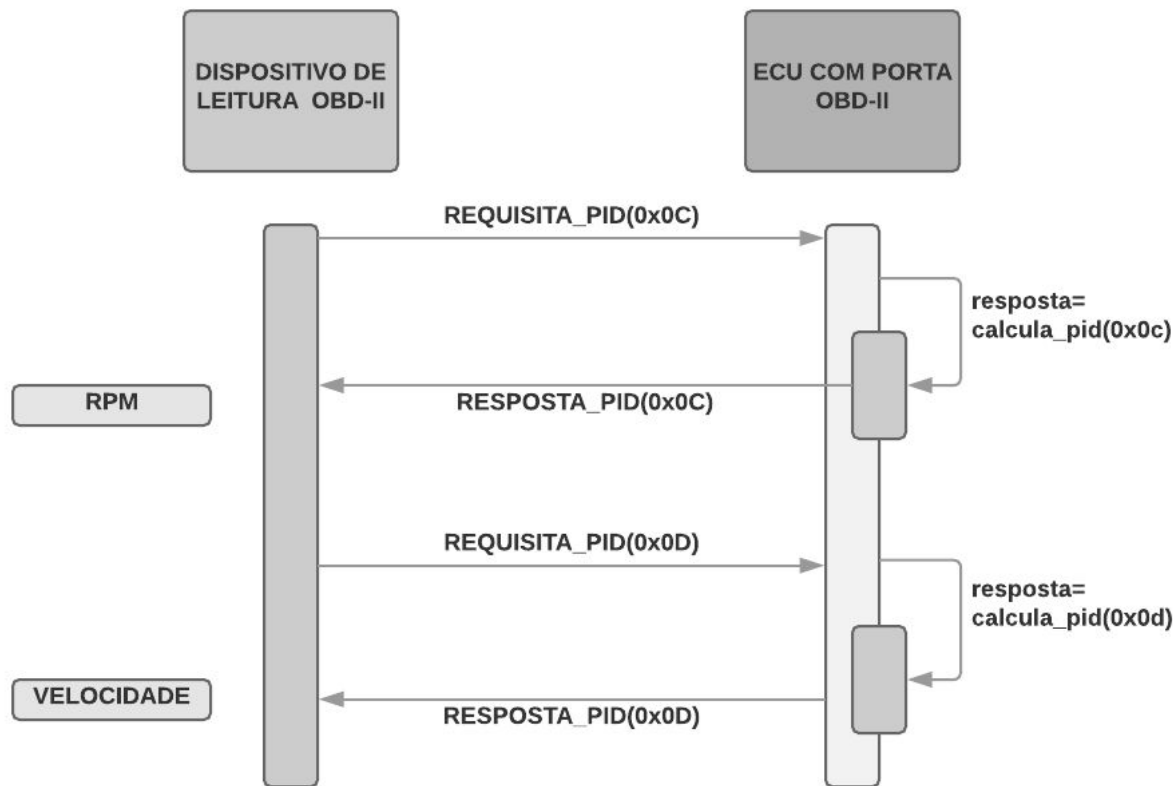 DISPOSITIVO DE
LEITURA OBD-II
ECU COM PORTA
OBD-II
REQUISITA_PID(0x0C)
resposta=
calcula_pid(0x0c)
RPM
RESPOSTA_PID(0x0C)
REQUISITA_PID(0x0D)
resposta=
calcula_pid(0x0d)
VELOCIDADE
RESPOSTA_PID(0x0D)